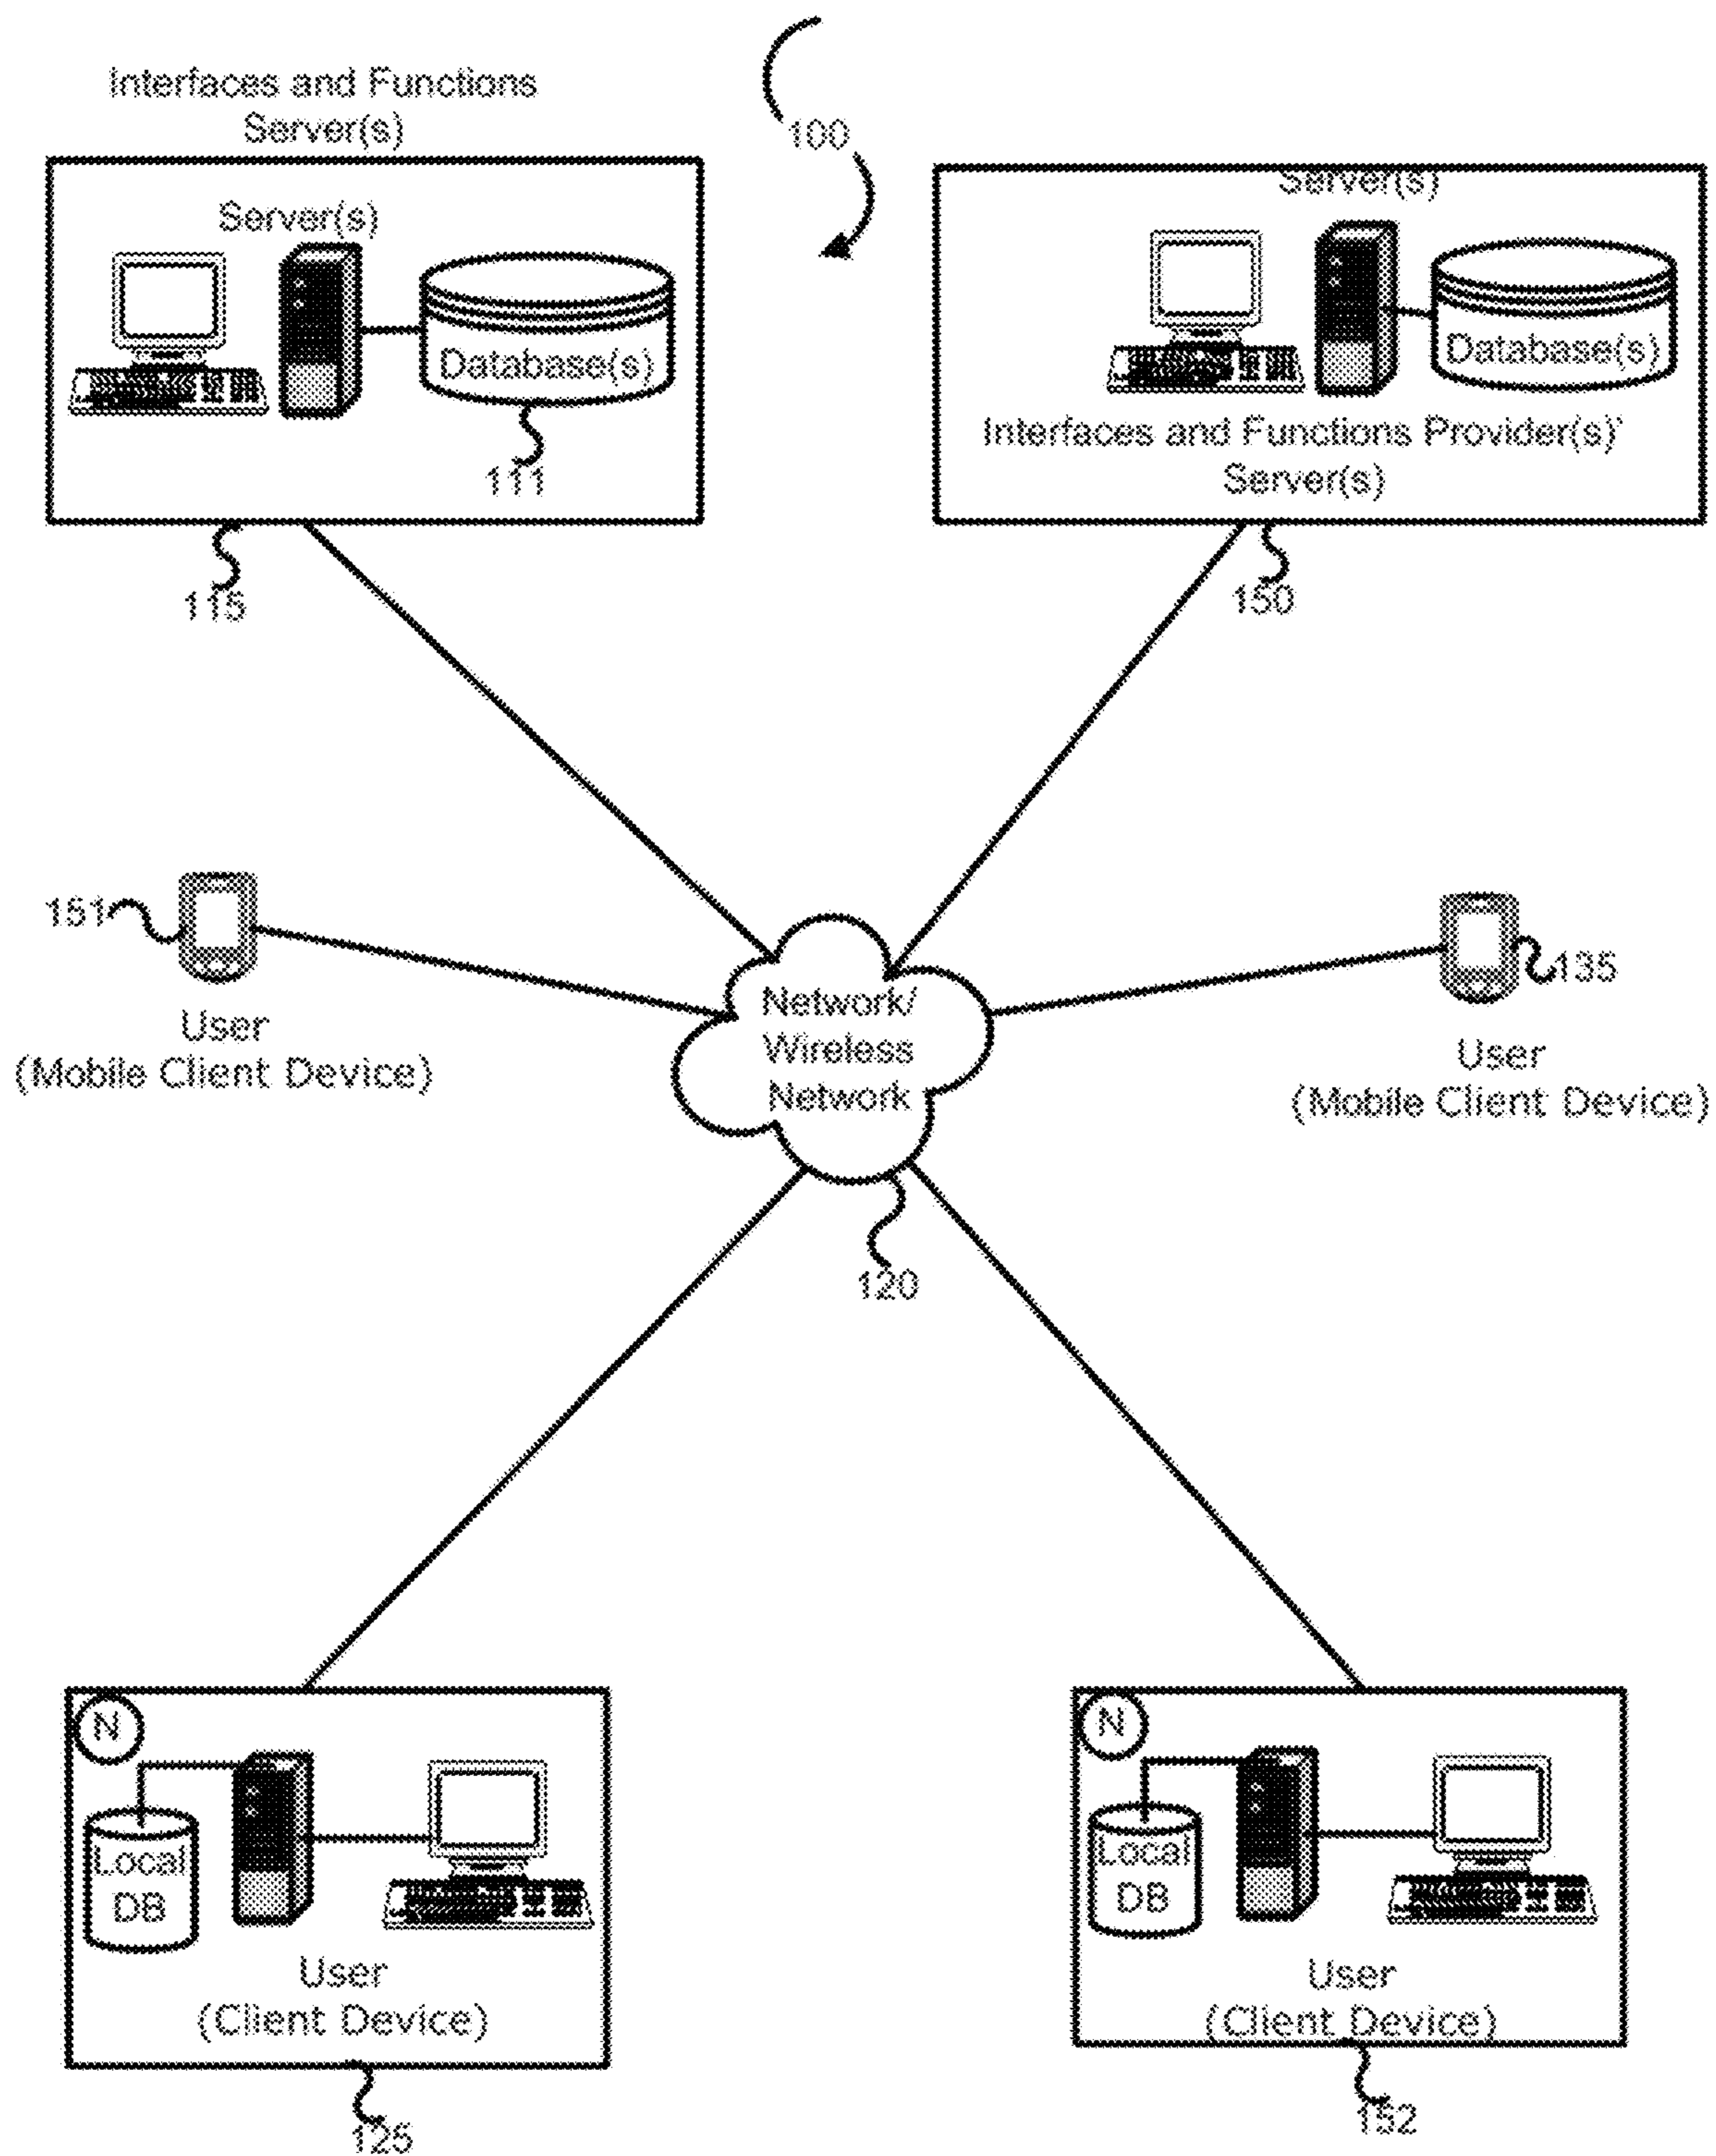 Interfaces and Functions
Server(s)
100
Server(s)
Database(s)
111
115
Server(s)
Database(s)
Interfaces and Functions Provider(s)'
Server(s)
150
151
User
(Mobile Client Device)
Network/
Wireless
Network
120
135
User
(Mobile Client Device)
N
Local
DB
User
(Client Device)
125
N
Local
DB
User
(Client Device)
152